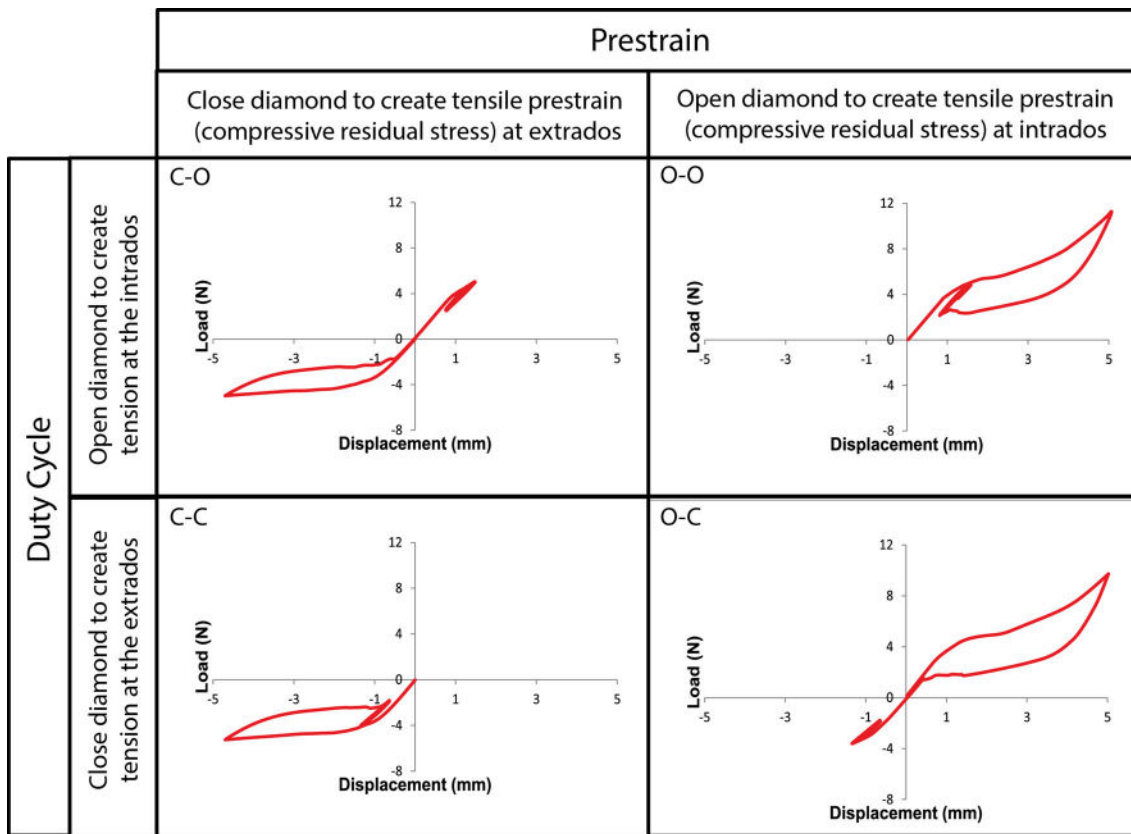 Prestrain
Close diamond to create tensile prestrain
(compressive residual stress) at extrados
Open diamond to create tensile prestrain
(compressive residual stress) at intrados
Duty Cycle
Open diamond to create
tension at the intrados
C-O
12
8
4
0
-4
-8
-5
-3
-1
1
3
5
Load (N)
Displacement (mm)
O-O
12
8
4
0
-4
-8
-5
-3
-1
1
3
5
Load (N)
Displacement (mm)
Close diamond to create
tension at the extrados
C-C
12
8
4
0
-4
-8
-5
-3
-1
1
3
5
Load (N)
Displacement (mm)
O-C
12
8
4
0
-4
-8
-5
-3
-1
1
3
5
Load (N)
Displacement (mm)